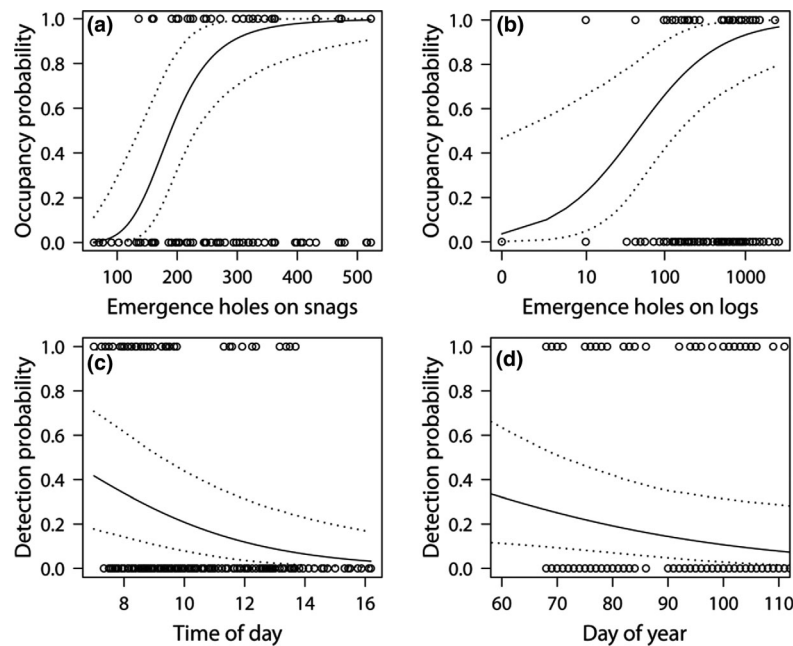 (a)
Occupancy probability
1.0
0.8
0.6
0.4
0.2
0.0
100 200 300 400 500
Emergence holes on snags
(b)
Occupancy probability
1.0
0.8
0.6
0.4
0.2
0.0
0 10 100 1000
Emergence holes on logs
(c)
Detection probability
1.0
0.8
0.6
0.4
0.2
0.0
8 10 12 14 16
Time of day
(d)
Detection probability
1.0
0.8
0.6
0.4
0.2
0.0
60 70 80 90 100 110
Day of year